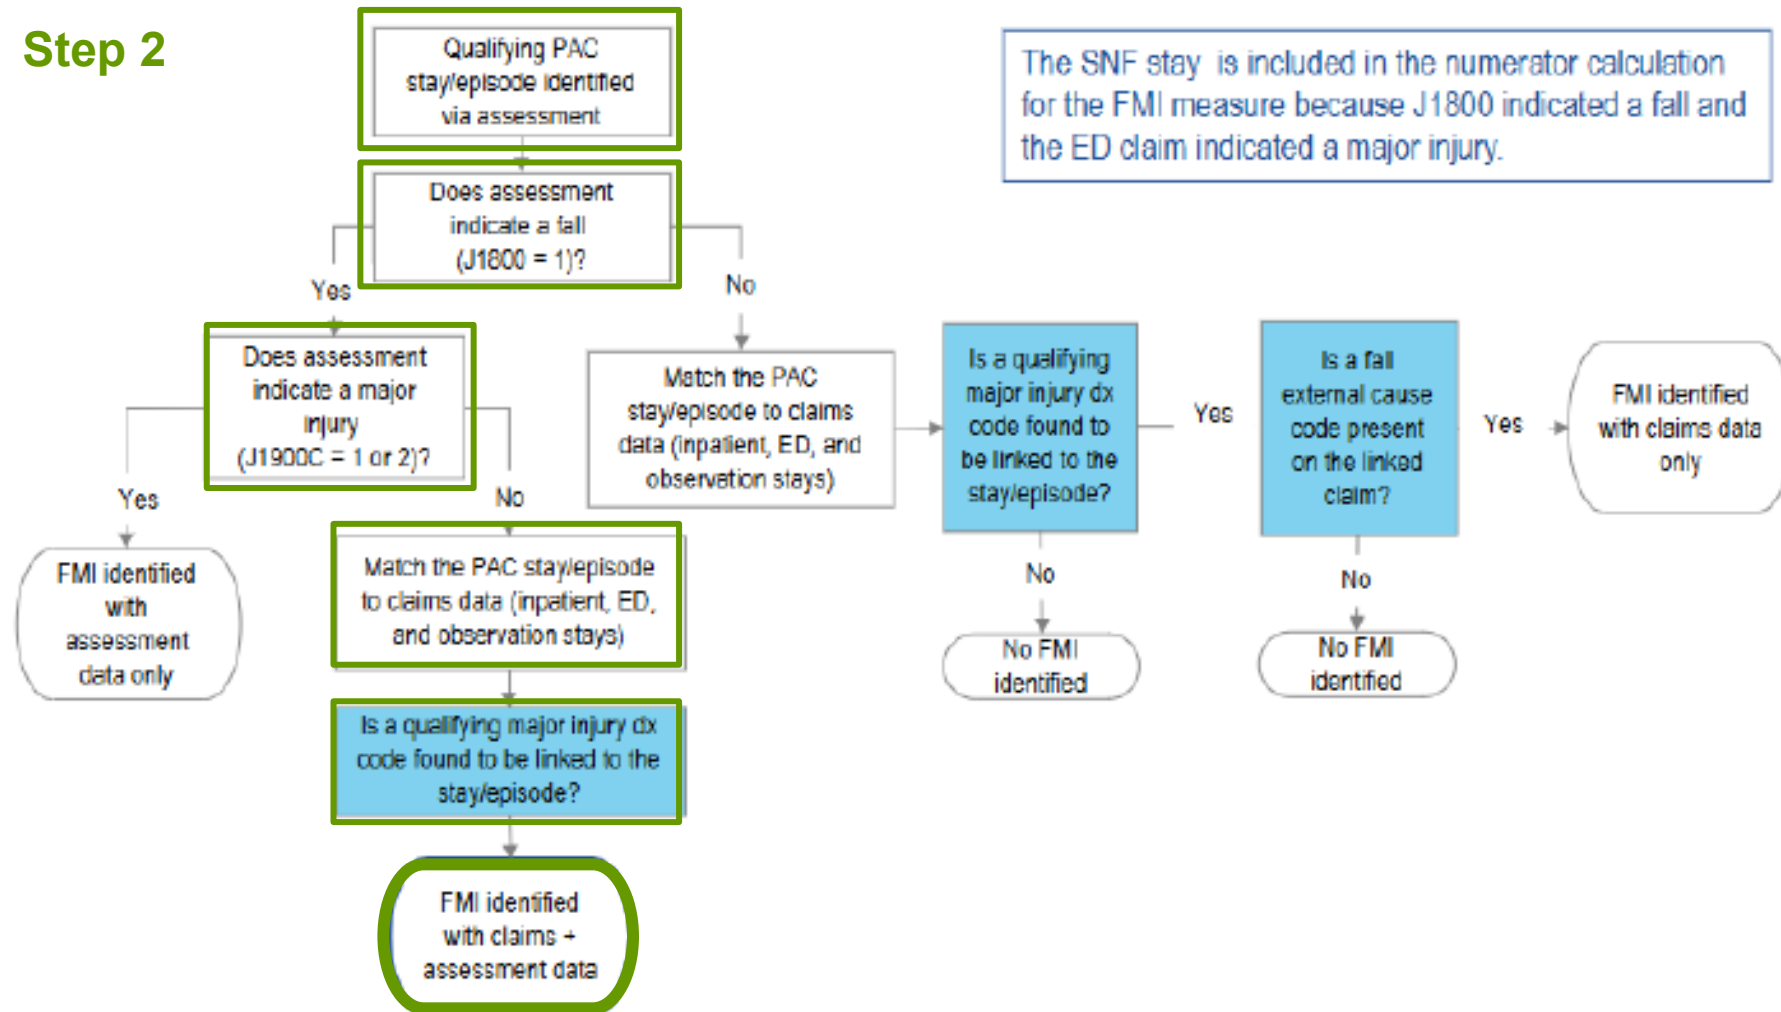 Step 2
Qualifying PAC
stay/episode identified
via assessment
The SNF stay is included in the numerator calculation
for the FMI measure because J1800 indicated a fall and
the ED claim indicated a major injury.
Does assessment
indicate a fall
(J1800 = 1)?
Yes
No
Does assessment
indicate a major
injury
(J1900C = 1 or 2)?
Match the PAC
stay/episode to claims
data (inpatient, ED, and
observation stays)
Is a qualifying
major injury dx
code found to
be linked to the
stay/episode?
Yes
Is a fall
external cause
code present
on the linked
claim?
Yes
FMI identified
with claims data
only
Yes
No
No
No
FMI identified
with
assessment
data only
Match the PAC stay/episode
to claims data (inpatient, ED,
and observation stays)
No FMI
identified
No FMI
identified
Is a qualifying major injury dx
code found to be linked to the
stay/episode?
FMI identified
with claims +
assessment data